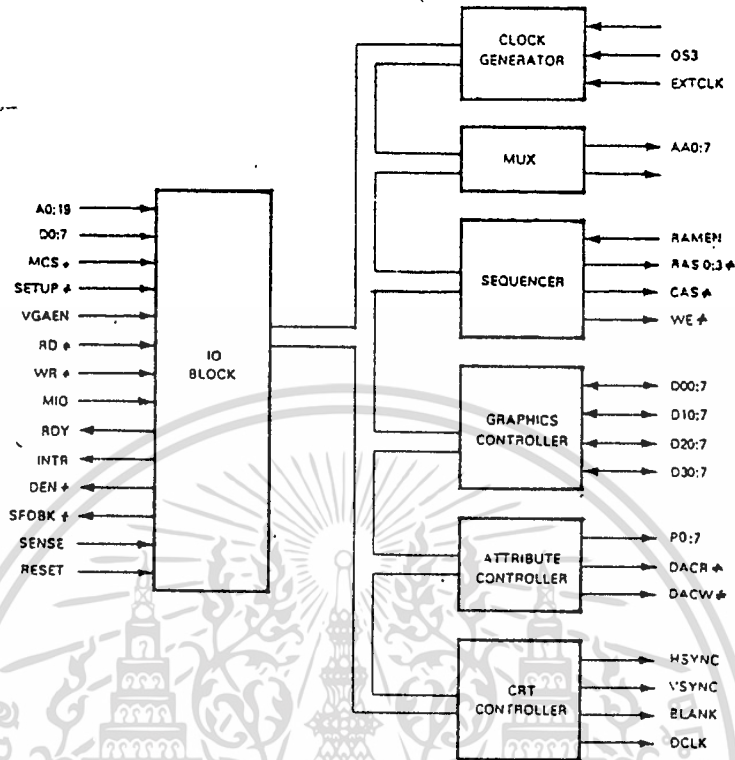 CLOCK
GENERATOR
OS3
EXTCLK
MUX
AA0:7
A0:19
D0:7
MCS+
SETUP +
VGAEN
RD +
WR +
MIO
RDY
INTR
DEN +
SFDBK +
SENSE
RESET
IO
BLOCK
SEQUENCER
RAMEN
RAS 0:3+
CAS+
WE +
GRAPHICS
CONTROLLER
D00:7
D10:7
D20:7
D30:7
ATTRIBUTE
CONTROLLER
P0:7
DACR +
DACW+
CRT
CONTROLLER
HSYNC
VSYNC
BLANK
DCLK